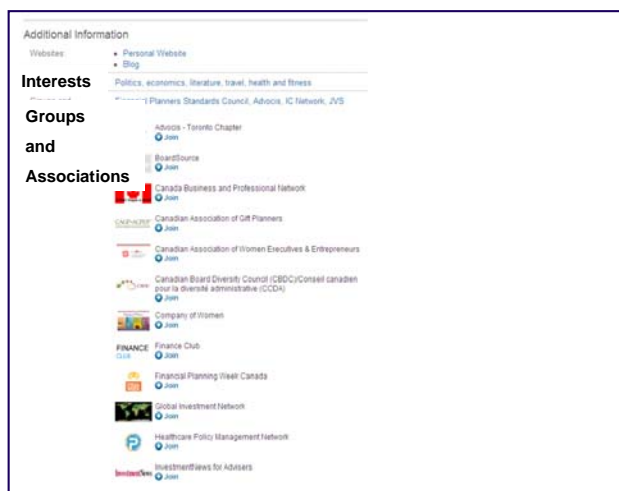 Additional Information
Websites:
• Personal Website
• Blog
Interests
Politics, economics, literature, travel, health and fitness
Planners Standards Council, Advocis, IC Network, JVS
Groups
and
Associations
Advocis - Toronto Chapter
Join
BoardSource
Join
Canada Business and Professional Network
Join
CAGP-ACPDP
Canadian Association of Gift Planners
Join
Canadian Association of Women Executives & Entrepreneurs
Join
Canadian Board Diversity Council (CBDC)/Conseil canadien
pour la diversité administrative (CCDA)
Join
Company of Women
Join
FINANCE
CLUB
Finance Club
Join
Financial Planning Week Canada
Join
Global Investment Network
Join
Healthcare Policy Management Network
Join
InvestmentNews
InvestmentNews for Advisers
Join